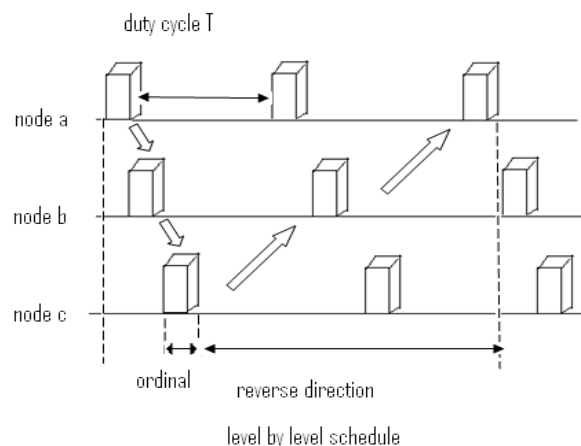 duty cycle T
node a
node b
node c
ordinal
reverse direction
level by level schedule